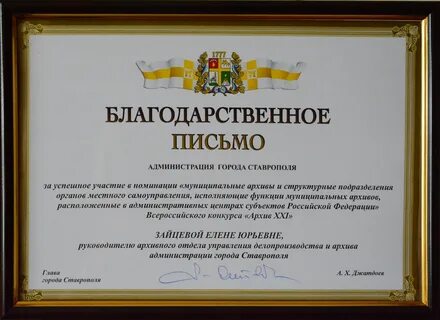 1777
БЛАГОДАРСТВЕННОЕ
ПИСЬМО
АДМИНИСТРАЦИЯ ГОРОДА СТАВРОПОЛЯ
за успешное участие в номинации «муниципальные архивы и структурные подразделения
органов местного самоуправления, исполняющие функции муниципальных архивов,
расположенные в административных центрах субъектов Российской Федерации»
Всероссийского конкурса «Архив XXI»
ЗАЙЦЕВОЙ ЕЛЕНЕ ЮРЬЕВНЕ,
руководителю архивного отдела управления делопроизводства и архива
администрации города Ставрополя
Глава
города Ставрополя
А. Х. Джатдоев